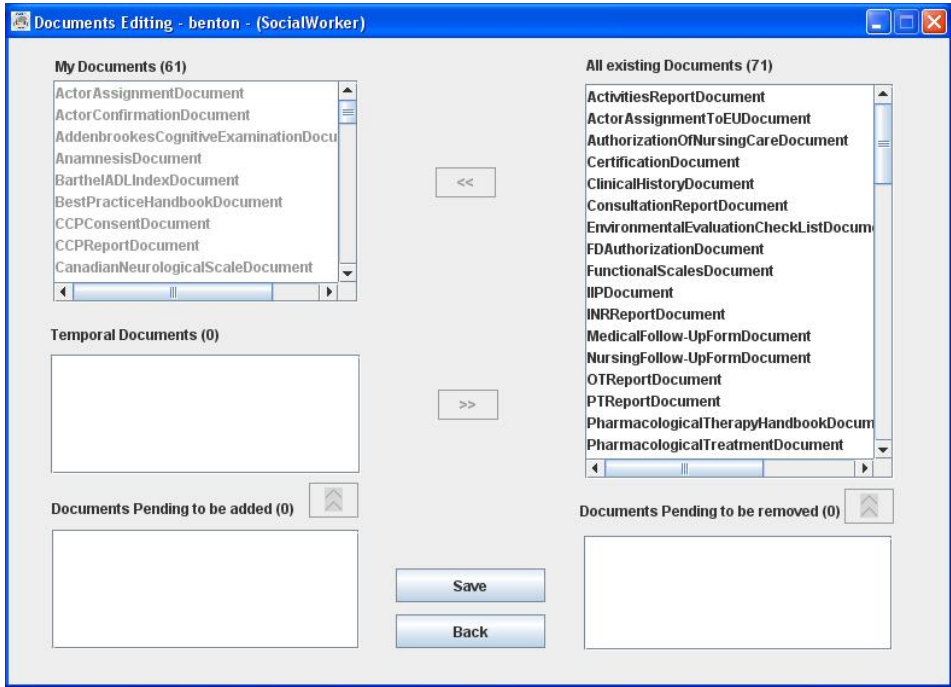 Documents Editing - benton - (SocialWorker)
My Documents (61)
ActorAssignmentDocument
ActorConfirmationDocument
AddenbrookesCognitiveExaminationDocu
AnamnesisDocument
BarthelADLIndexDocument
BestPracticeHandbookDocument
CCPConsentDocument
CCPReportDocument
CanadianNeurologicalScaleDocument
Temporal Documents (0)
Documents Pending to be added (0)
<<
>>
Save
Back
All existing Documents (71)
ActivitiesReportDocument
ActorAssignmentToEUDocument
AuthorizationOfNursingCareDocument
CertificationDocument
ClinicalHistoryDocument
ConsultationReportDocument
EnvironmentalEvaluationCheckListDocum
FDAuthorizationDocument
FunctionalScalesDocument
IIPDocument
INRReportDocument
MedicalFollow-UpFormDocument
NursingFollow-UpFormDocument
OTReportDocument
PTReportDocument
PharmacologicalTherapyHandbookDocum
PharmacologicalTreatmentDocument
Documents Pending to be removed (0)